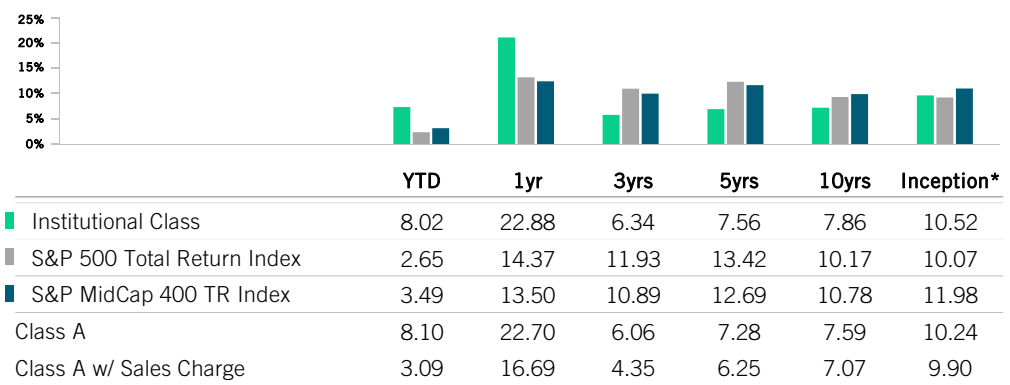 25%
20%
15%
10%
5%
0%
YTD 1yr 3yrs 5yrs 10yrs Inception*
Institutional Class 8.02 22.88 6.34 7.56 7.86 10.52
S&P 500 Total Return Index 2.65 14.37 11.93 13.42 10.17 10.07
S&P MidCap 400 TR Index 3.49 13.50 10.89 12.69 10.78 11.98
Class A 8.10 22.70 6.06 7.28 7.59 10.24
Class A w/ Sales Charge 3.09 16.69 4.35 6.25 7.07 9.90